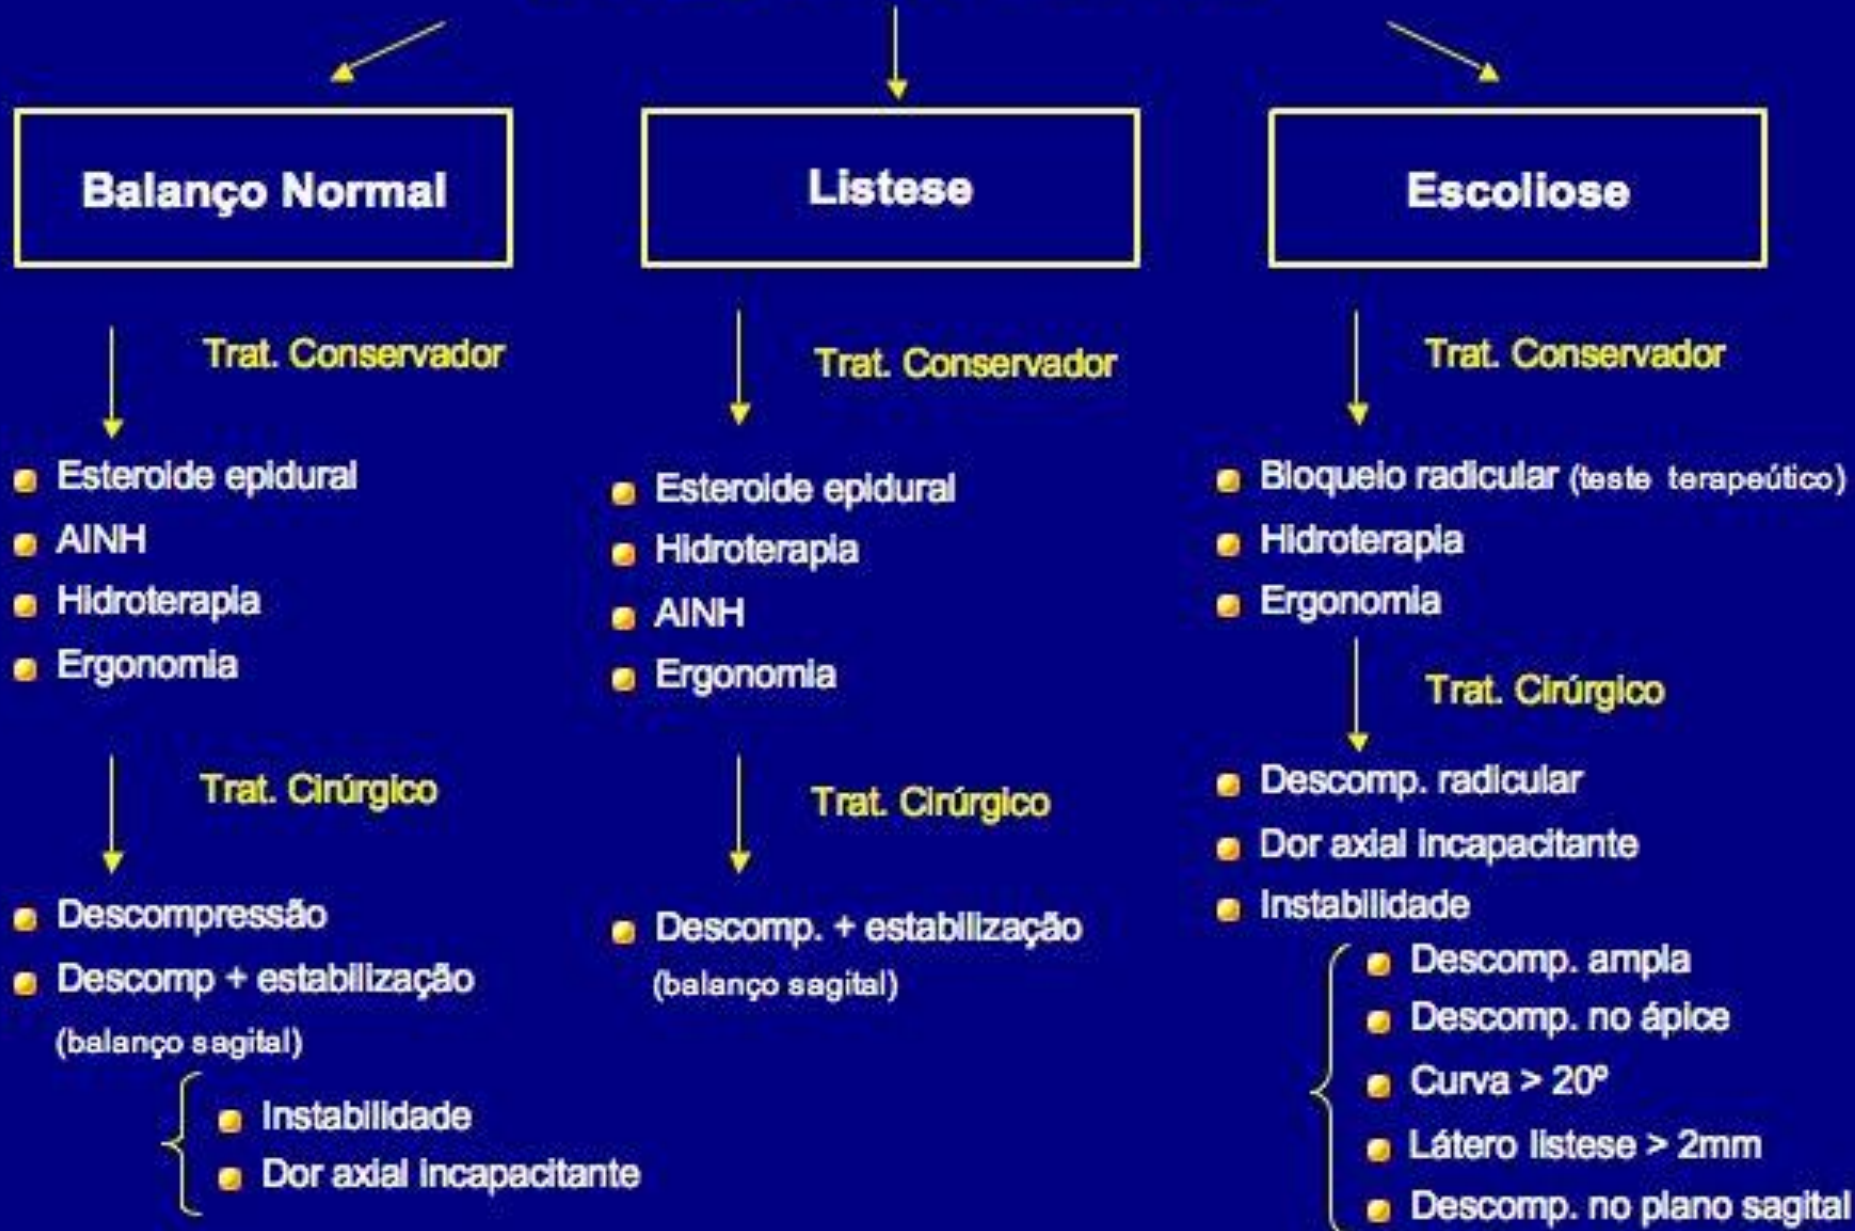 Balanço Normal
Trat. Conservador
Esteroide epidural
AINH
Hidroterapia
Ergonomia
Trat. Cirúrgico
Descompressão
Descomp + estabilização
(balanço sagital)
Instabilidade
Dor axial incapacitante
Listese
Trat. Conservador
Esteroide epidural
Hidroterapia
AINH
Ergonomia
Trat. Cirúrgico
Descomp. + estabilização
(balanço sagital)
Escoliose
Trat. Conservador
Bloqueio radicular (teste terapeútico)
Hidroterapia
Ergonomia
Trat. Cirúrgico
Descomp. radicular
Dor axial incapacitante
Instabilidade
Descomp. ampla
Descomp. no ápice
Curva > 20º
Látero listese > 2mm
Descomp. no plano sagital